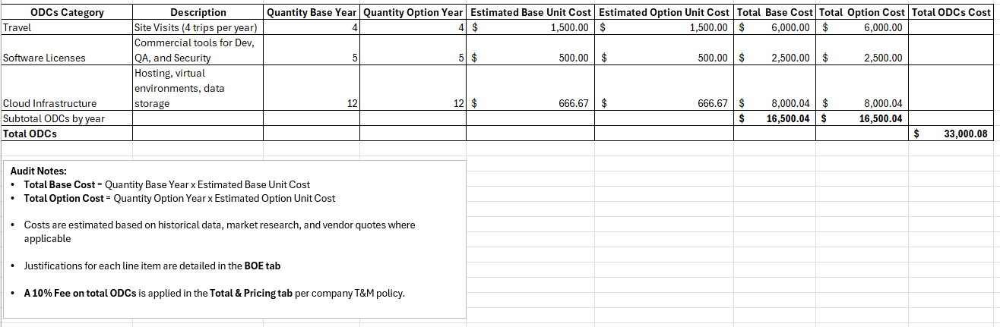 ODCs Category Description Quantity Base Year Quantity Option Year Estimated Base Unit Cost Estimated Option Unit Cost Total Base Cost Total Option Cost Total ODCs Cost
Travel Site Visits (4 trips per year) 4 4 $ 1,500.00 $ 1,500.00 $ 6,000.00 $ 6,000.00
Commercial tools for Dev,
Software Licenses QA, and Security 5 5 $ 500.00 $ 500.00 $ 2,500.00 $ 2,500.00
Hosting, virtual
environments, data
Cloud Infrastructure storage 12 12 $ 666.67 $ 666.67 $ 8,000.04 $ 8,000.04
Subtotal ODCs by year $ 16,500.04 $ 16,500.04
Total ODCs $ 33,000.08
Audit Notes:
• Total Base Cost = Quantity Base Year x Estimated Base Unit Cost
• Total Option Cost = Quantity Option Year x Estimated Option Unit Cost
• Costs are estimated based on historical data, market research, and vendor quotes where
applicable
• Justifications for each line item are detailed in the BOE tab
• A 10% Fee on total ODCs is applied in the Total & Pricing tab per company T&M policy.